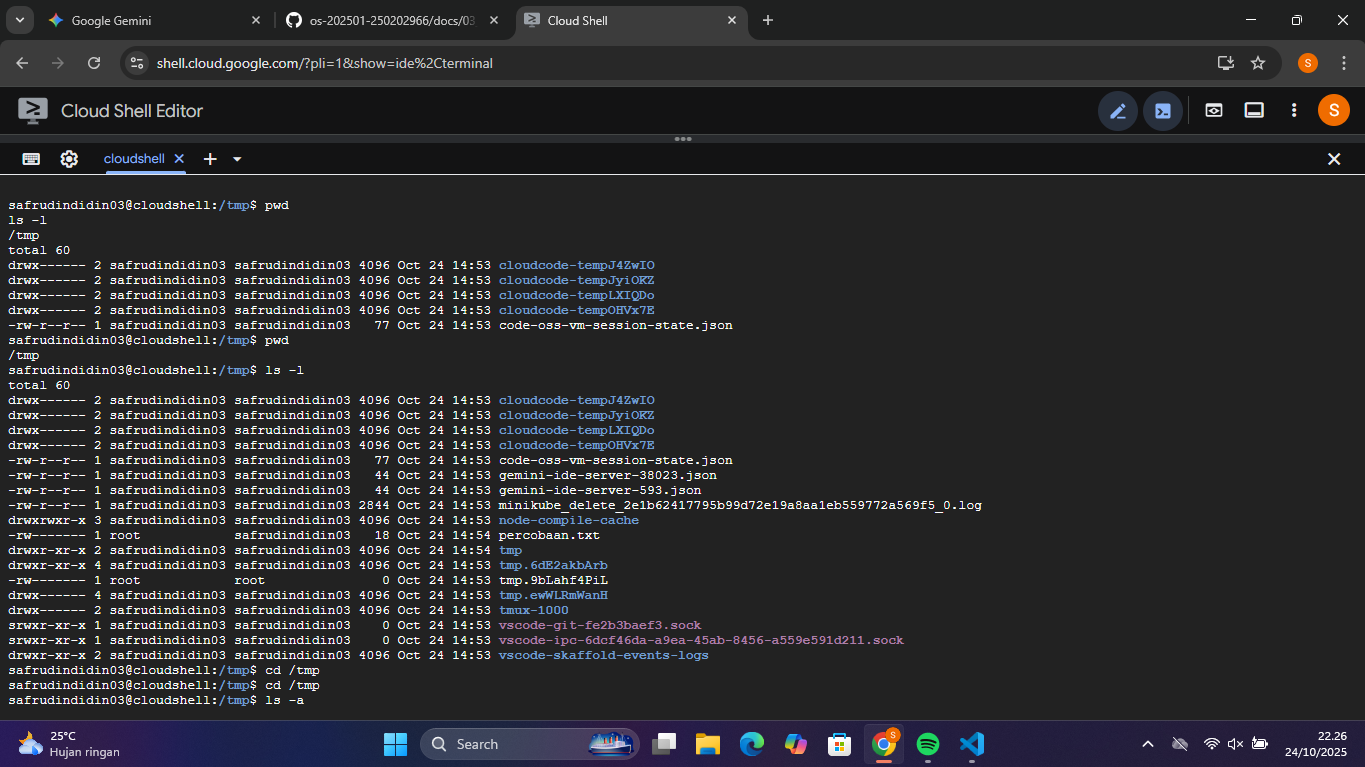 Google Gemini
os-202501-250202966/docs/03
Cloud Shell
shell.cloud.google.com/?pli=1&show=ide%2Cterminal
S
Cloud Shell Editor
S
cloudshell
safrudindidin03@cloudshell:/tmp$ pwd
ls -l
/tmp
total 60
drwx------ 2 safrudindidin03 safrudindidin03 4096 Oct 24 14:53 cloudcode-tempJ4ZwIO
drwx------ 2 safrudindidin03 safrudindidin03 4096 Oct 24 14:53 cloudcode-tempJyiOKZ
drwx------ 2 safrudindidin03 safrudindidin03 4096 Oct 24 14:53 cloudcode-tempLXIQDo
drwx------ 2 safrudindidin03 safrudindidin03 4096 Oct 24 14:53 cloudcode-tempOHVx7E
-rw-r--r-- 1 safrudindidin03 safrudindidin03   77 Oct 24 14:53 code-oss-vm-session-state.json
safrudindidin03@cloudshell:/tmp$ pwd
/tmp
safrudindidin03@cloudshell:/tmp$ ls -l
total 60
drwx------ 2 safrudindidin03 safrudindidin03 4096 Oct 24 14:53 cloudcode-tempJ4ZwIO
drwx------ 2 safrudindidin03 safrudindidin03 4096 Oct 24 14:53 cloudcode-tempJyiOKZ
drwx------ 2 safrudindidin03 safrudindidin03 4096 Oct 24 14:53 cloudcode-tempLXIQDo
drwx------ 2 safrudindidin03 safrudindidin03 4096 Oct 24 14:53 cloudcode-tempOHVx7E
-rw-r--r-- 1 safrudindidin03 safrudindidin03   77 Oct 24 14:53 code-oss-vm-session-state.json
-rw-r--r-- 1 safrudindidin03 safrudindidin03   44 Oct 24 14:53 gemini-ide-server-38023.json
-rw-r--r-- 1 safrudindidin03 safrudindidin03   44 Oct 24 14:53 gemini-ide-server-593.json
-rw-r--r-- 1 safrudindidin03 safrudindidin03 2844 Oct 24 14:53 minikube_delete_2e1b62417795b99d72e19a8aa1eb559772a569f5_0.log
drwxrwxr-x 3 safrudindidin03 safrudindidin03 4096 Oct 24 14:53 node-compile-cache
-rw------- 1 root            safrudindidin03   18 Oct 24 14:54 percobaan.txt
drwxr-xr-x 2 safrudindidin03 safrudindidin03 4096 Oct 24 14:54 tmp
drwxr-xr-x 4 safrudindidin03 safrudindidin03 4096 Oct 24 14:53 tmp.6dE2akbArb
-rw------- 1 root            root               0 Oct 24 14:53 tmp.9bLahf4PiL
drwx------ 4 safrudindidin03 safrudindidin03 4096 Oct 24 14:53 tmp.ewWLRmWanH
drwx------ 2 safrudindidin03 safrudindidin03 4096 Oct 24 14:53 tmux-1000
srwxr-xr-x 1 safrudindidin03 safrudindidin03    0 Oct 24 14:53 vscode-git-fe2b3baef3.sock
srwxr-xr-x 1 safrudindidin03 safrudindidin03    0 Oct 24 14:53 vscode-ipc-6dcf46da-a9ea-45ab-8456-a559e591d211.sock
drwxr-xr-x 2 safrudindidin03 safrudindidin03 4096 Oct 24 14:53 vscode-skaffold-events-logs
safrudindidin03@cloudshell:/tmp$ cd /tmp
safrudindidin03@cloudshell:/tmp$ cd /tmp
safrudindidin03@cloudshell:/tmp$ ls -a
25°C
Hujan ringan
Search
S
22.26
24/10/2025